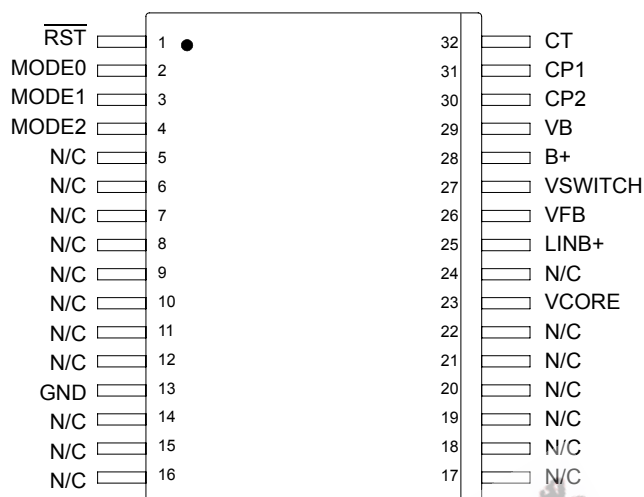 RST 1 32 CT
MODE0 2 31 CP1
MODE1 3 30 CP2
MODE2 4 29 VB
N/C 5 28 B+
N/C 6 27 VSWITCH
N/C 7 26 VFB
N/C 8 25 LINB+
N/C 9 24 N/C
N/C 10 23 VCORE
N/C 11 22 N/C
N/C 12 21 N/C
GND 13 20 N/C
N/C 14 19 N/C
N/C 15 18 N/C
N/C 16 17 N/C